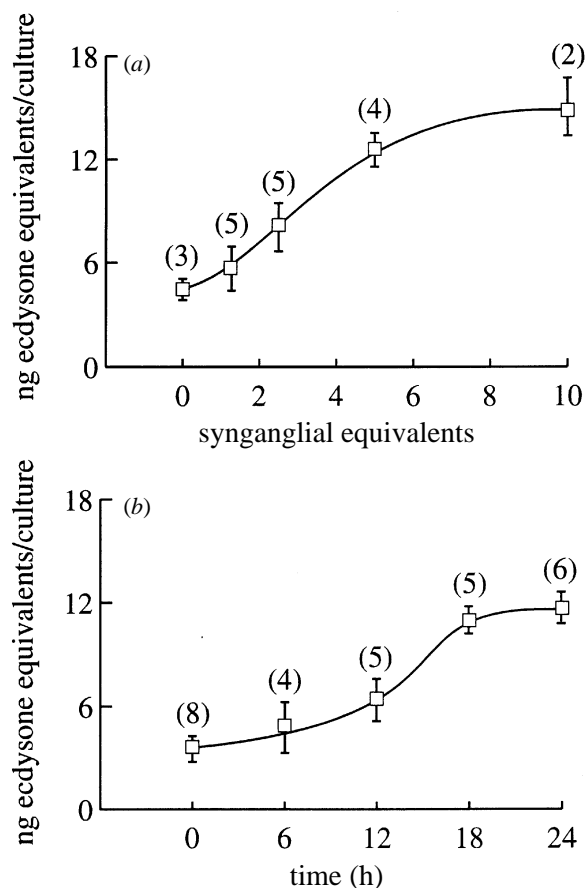 ng ecdysone equivalents/culture
18
12
6
0
(a)
(3)
(5)
(5)
(4)
(2)
0 2 4 6 8 10
synganglial equivalents
ng ecdysone equivalents/culture
18
12
6
0
(b)
(8)
(4)
(5)
(5)
(6)
0 6 12 18 24
time (h)